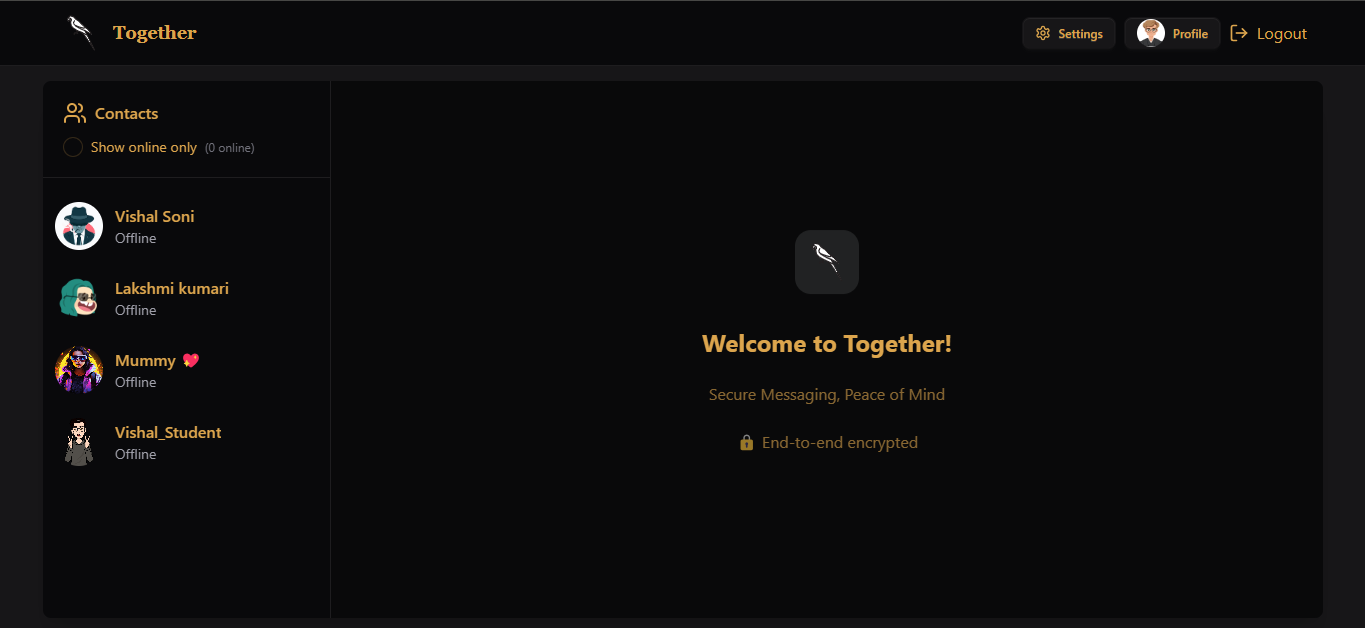 Together
Settings
Profile
Logout
Contacts
Show online only (0 online)
Vishal Soni
Offline
Lakshmi kumari
Offline
Mummy 💖
Offline
Vishal_Student
Offline
Welcome to Together!
Secure Messaging, Peace of Mind
End-to-end encrypted